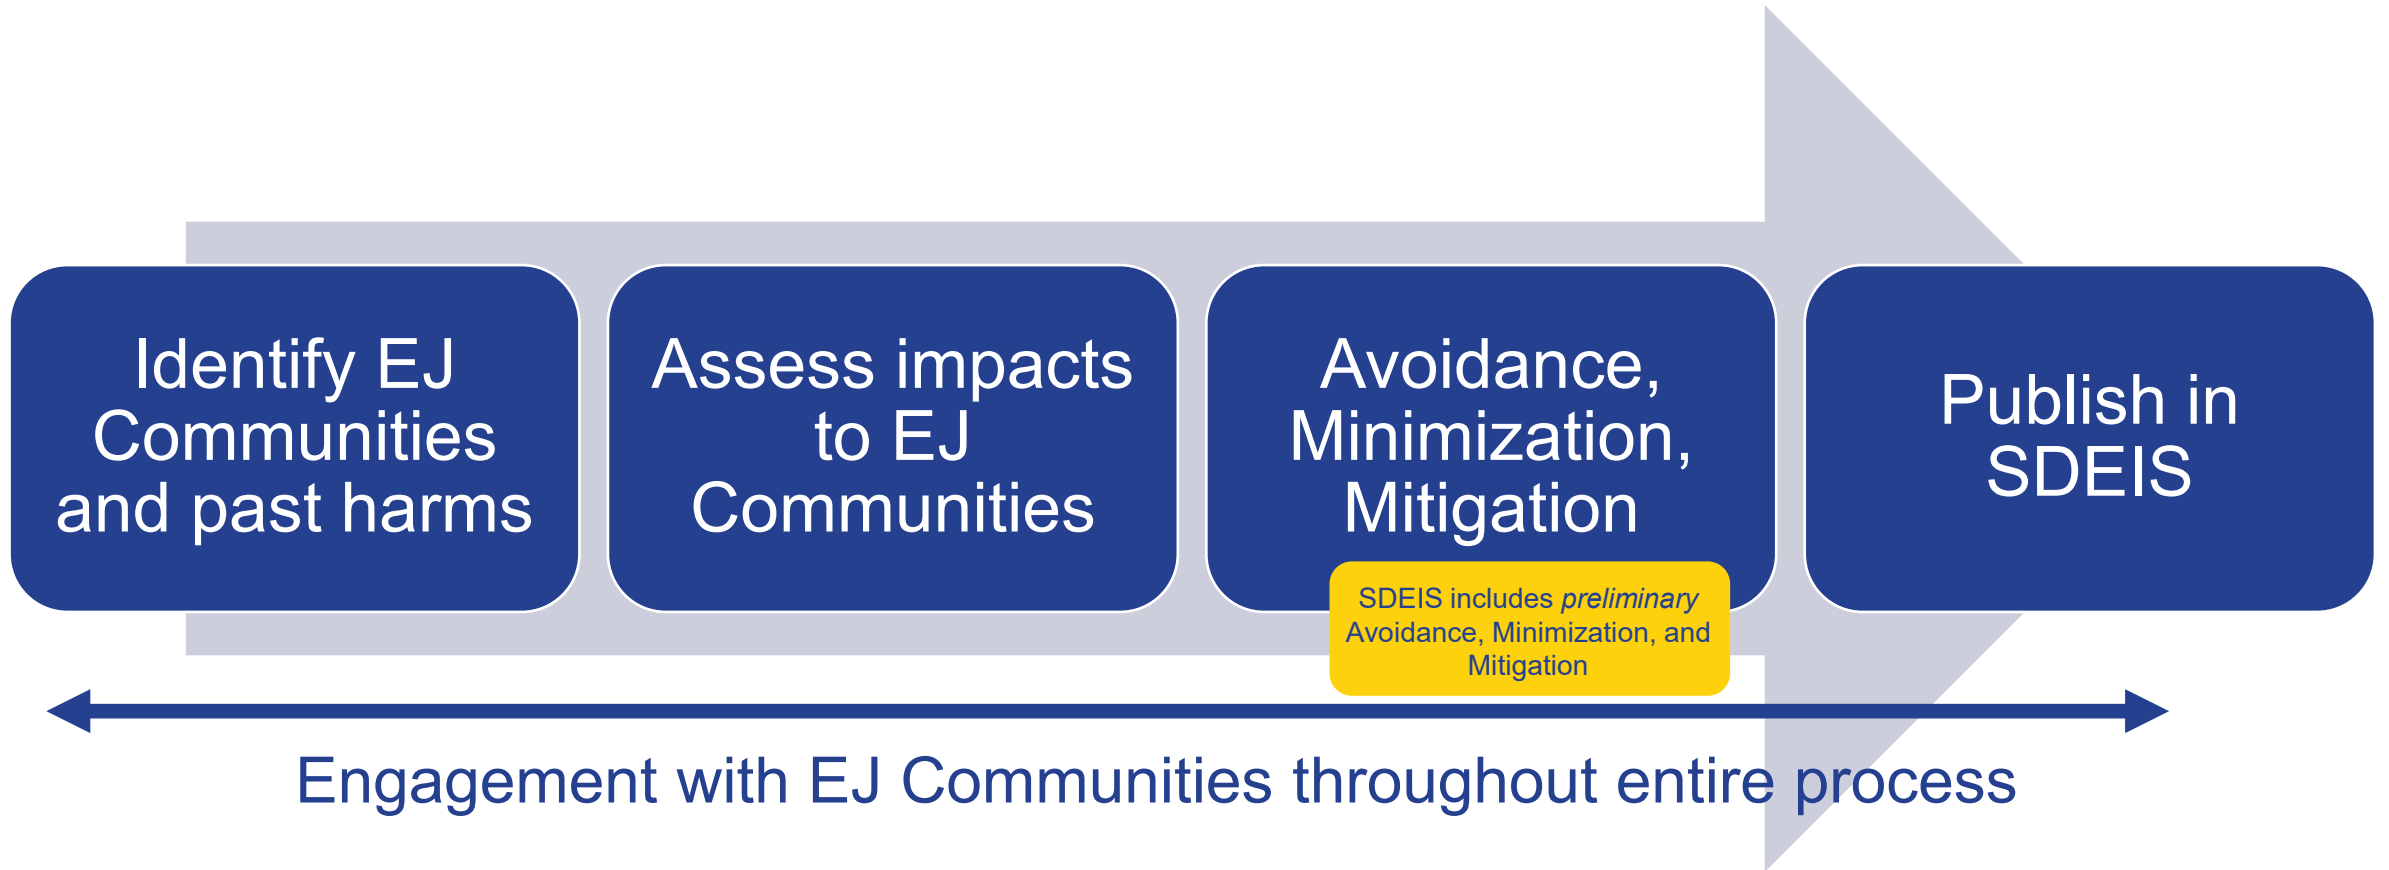 Identify EJ
Communities
and past harms
Assess impacts
to EJ
Communities
Avoidance,
Minimization,
Mitigation
SDEIS includes preliminary
Avoidance, Minimization, and
Mitigation
Publish in
SDEIS
Engagement with EJ Communities throughout entire process